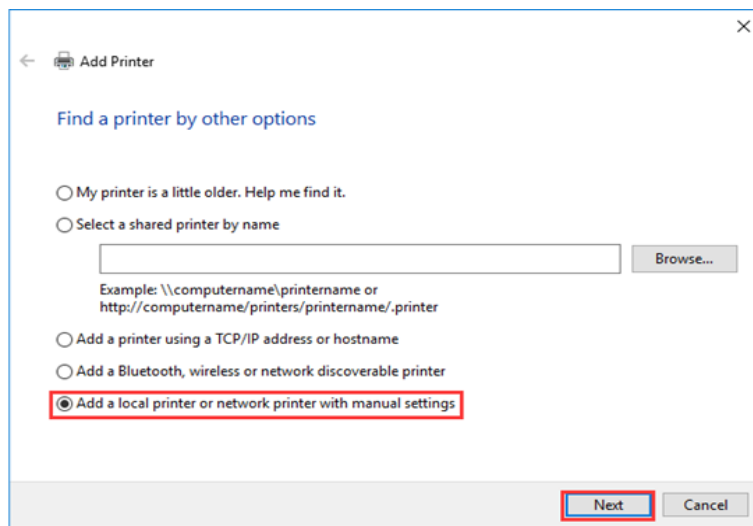 Add Printer
Find a printer by other options
My printer is a little older. Help me find it.
Select a shared printer by name
Browse...
Example: \\computername\printername or
http://computername/printers/printername/.printer
Add a printer using a TCP/IP address or hostname
Add a Bluetooth, wireless or network discoverable printer
Add a local printer or network printer with manual settings
Next
Cancel